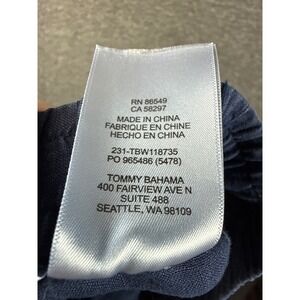 RN 86549
CA 58297
MADE IN CHINA
FABRIQUE EN CHINE
HECHO EN CHINA
231-TBW118735
PO 965486 (5478)
TOMMY BAHAMA
400 FAIRVIEW AVE N
SUITE 488
SEATTLE, WA 98109